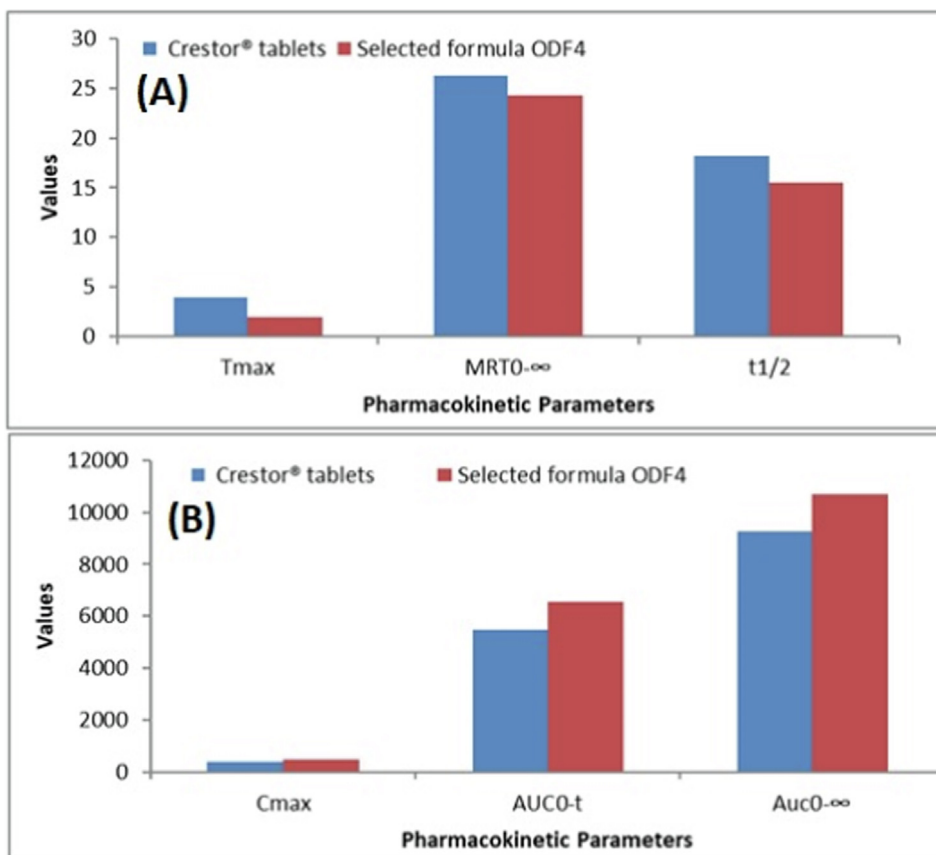 30
25
20
15
10
5
0
Values
Crestor® tablets Selected formula ODF4
(A)
Tmax MRT0-∞ t1/2
Pharmacokinetic Parameters
12000
10000
8000
6000
4000
2000
0
Values
Crestor® tablets Selected formula ODF4
(B)
Cmax AUC0-t Auc0-∞
Pharmacokinetic Parameters